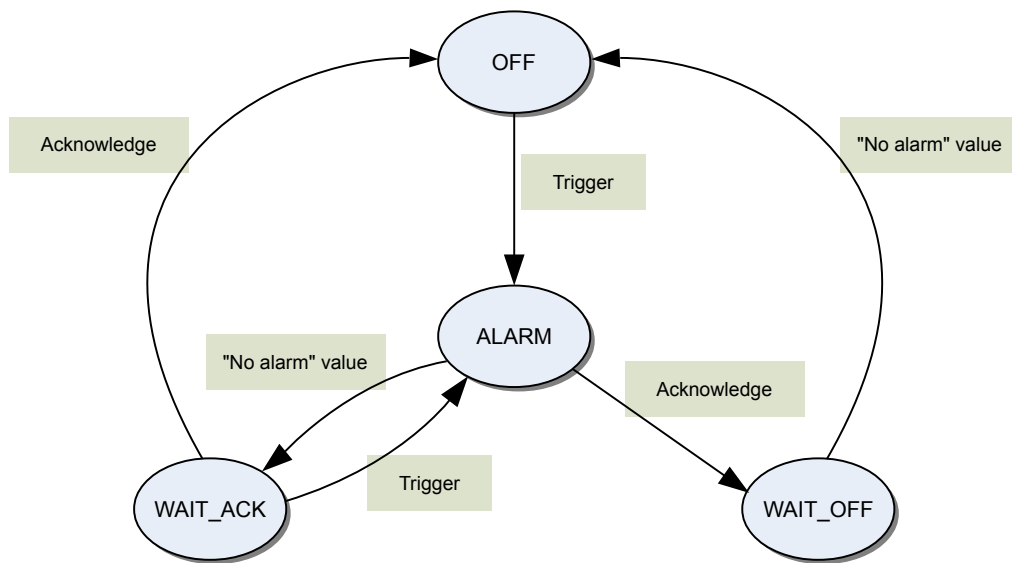 OFF
Acknowledge
"No alarm" value
Trigger
ALARM
"No alarm" value
Acknowledge
Trigger
WAIT_ACK
WAIT_OFF